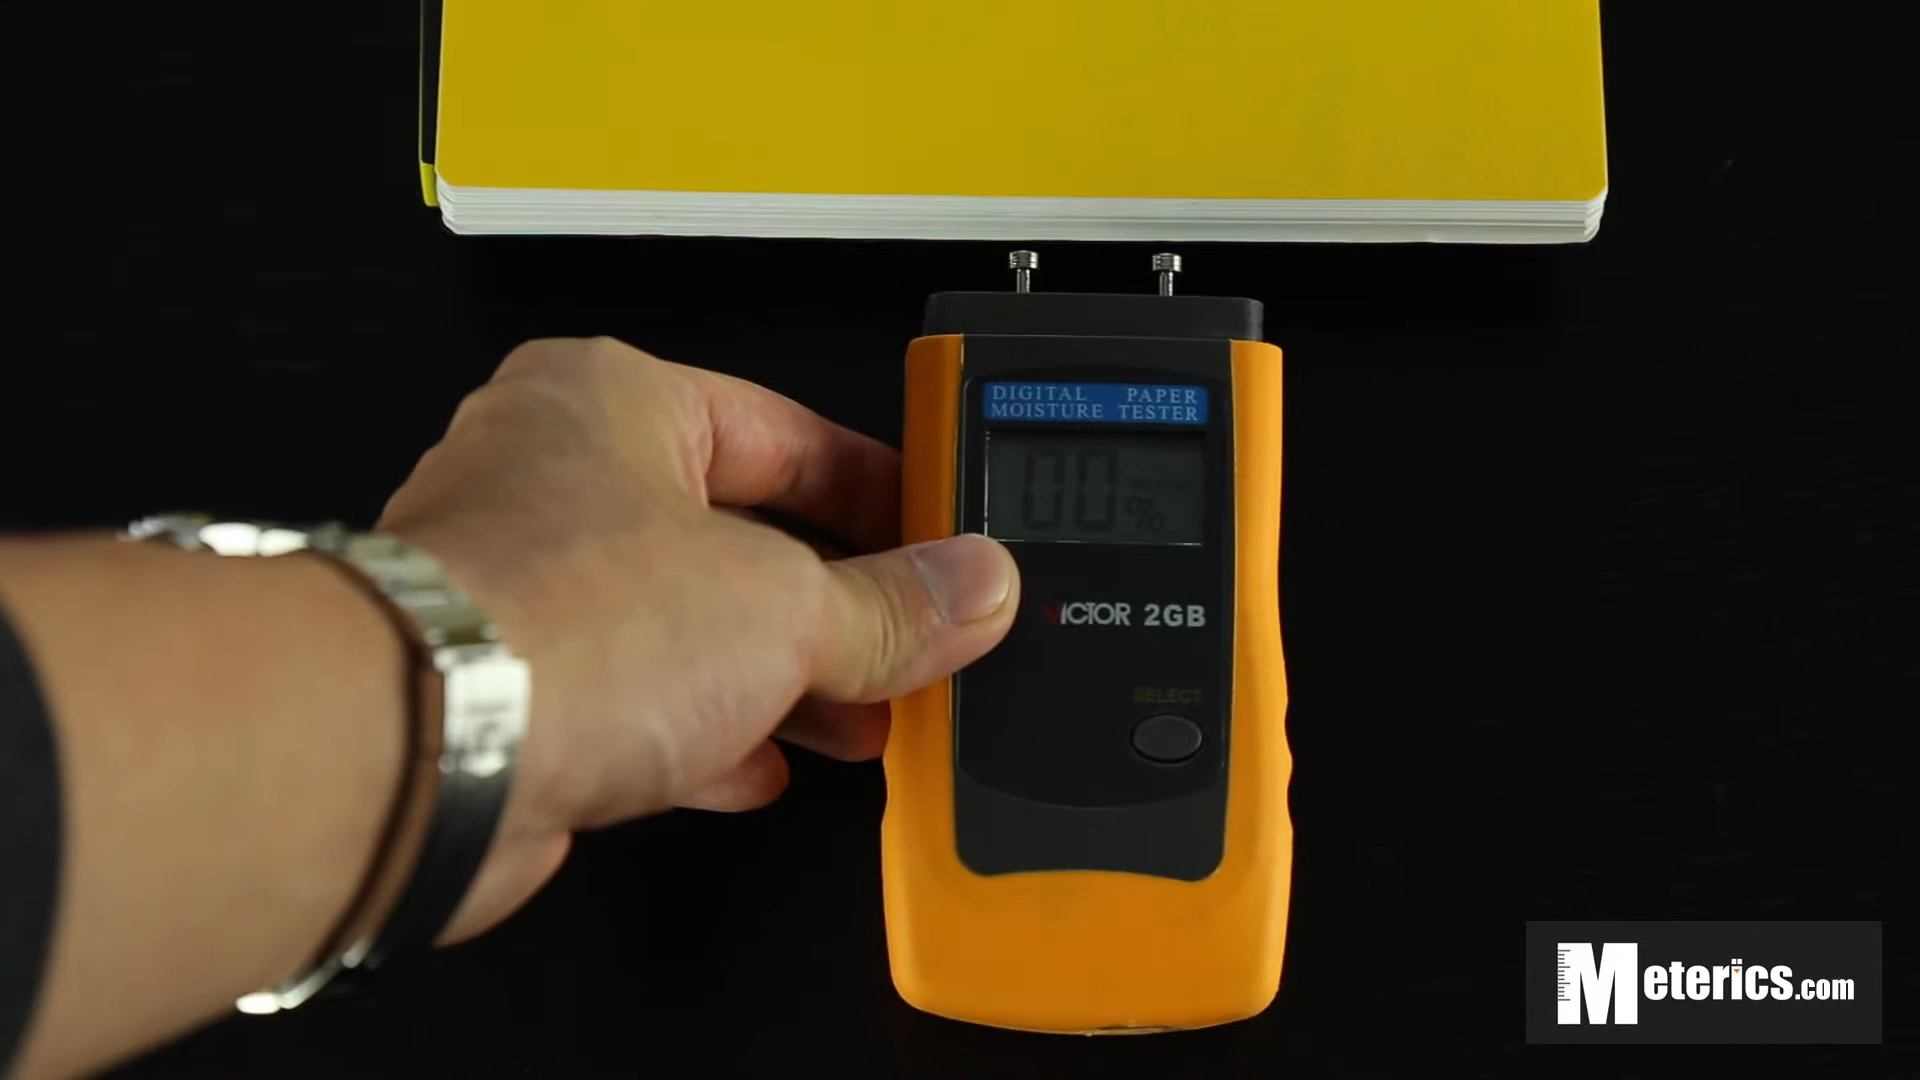 DIGITAL PAPER
MOISTURE TESTER
00 %
VICTOR 2GB
SELECT
Meterics.com